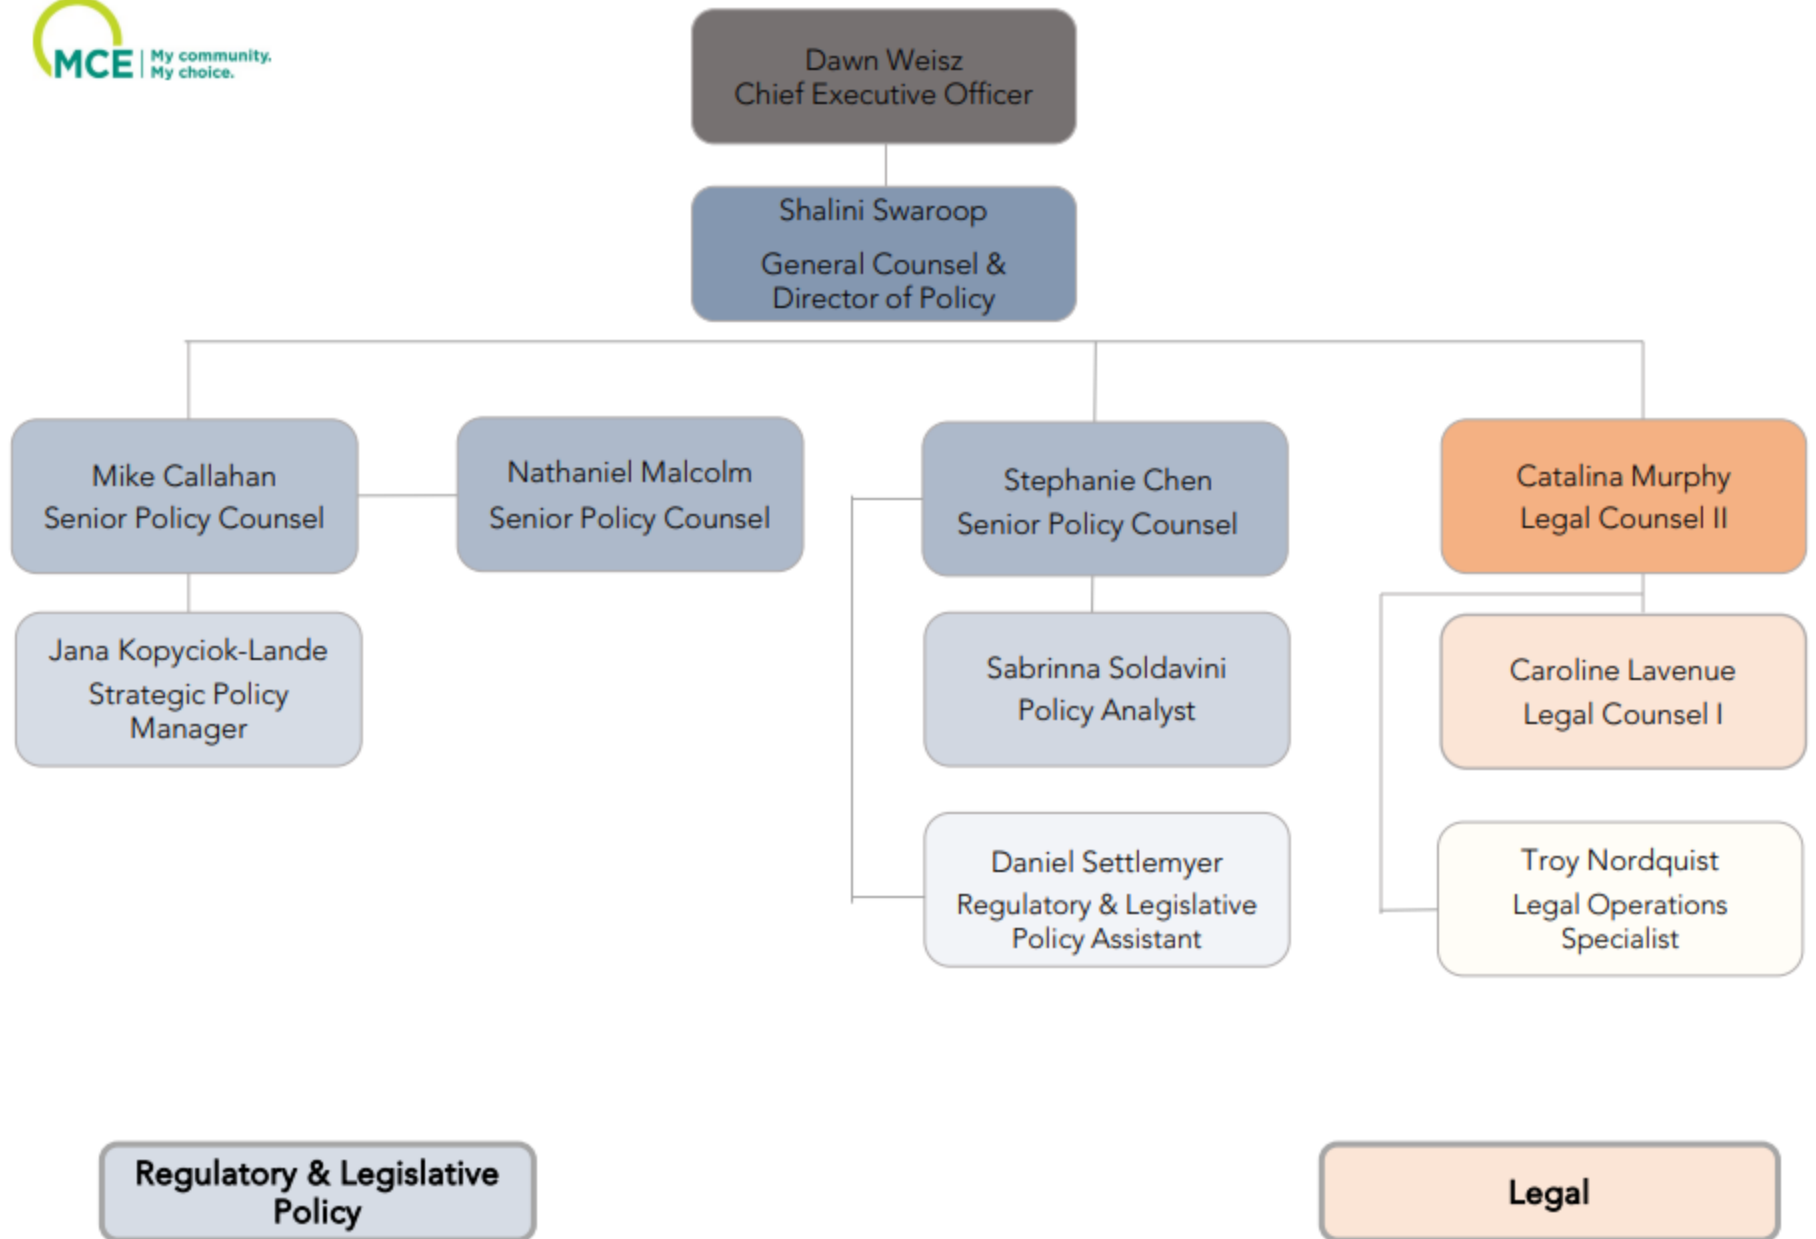 MCE
My community.
My choice.
Dawn Weisz
Chief Executive Officer
Shalini Swaroop
General Counsel &
Director of Policy
Mike Callahan
Senior Policy Counsel
Nathaniel Malcolm
Senior Policy Counsel
Stephanie Chen
Senior Policy Counsel
Catalina Murphy
Legal Counsel II
Jana Kopyciok-Lande
Strategic Policy
Manager
Sabrinna Soldavini
Policy Analyst
Caroline Lavenue
Legal Counsel I
Daniel Settlemyer
Regulatory & Legislative
Policy Assistant
Troy Nordquist
Legal Operations
Specialist
Regulatory & Legislative
Policy
Legal